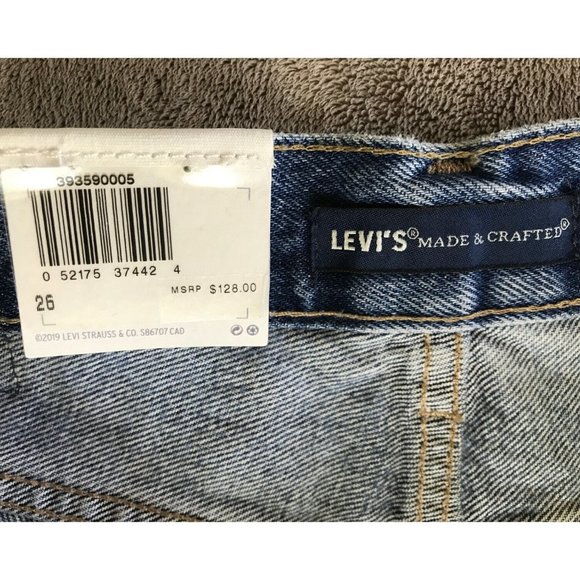 393590005
0 52175 37442 4
MSRP $128.00
26
©2019 LEVI STRAUSS & CO. S86707 CAD
LEVI'S® MADE & CRAFTED®